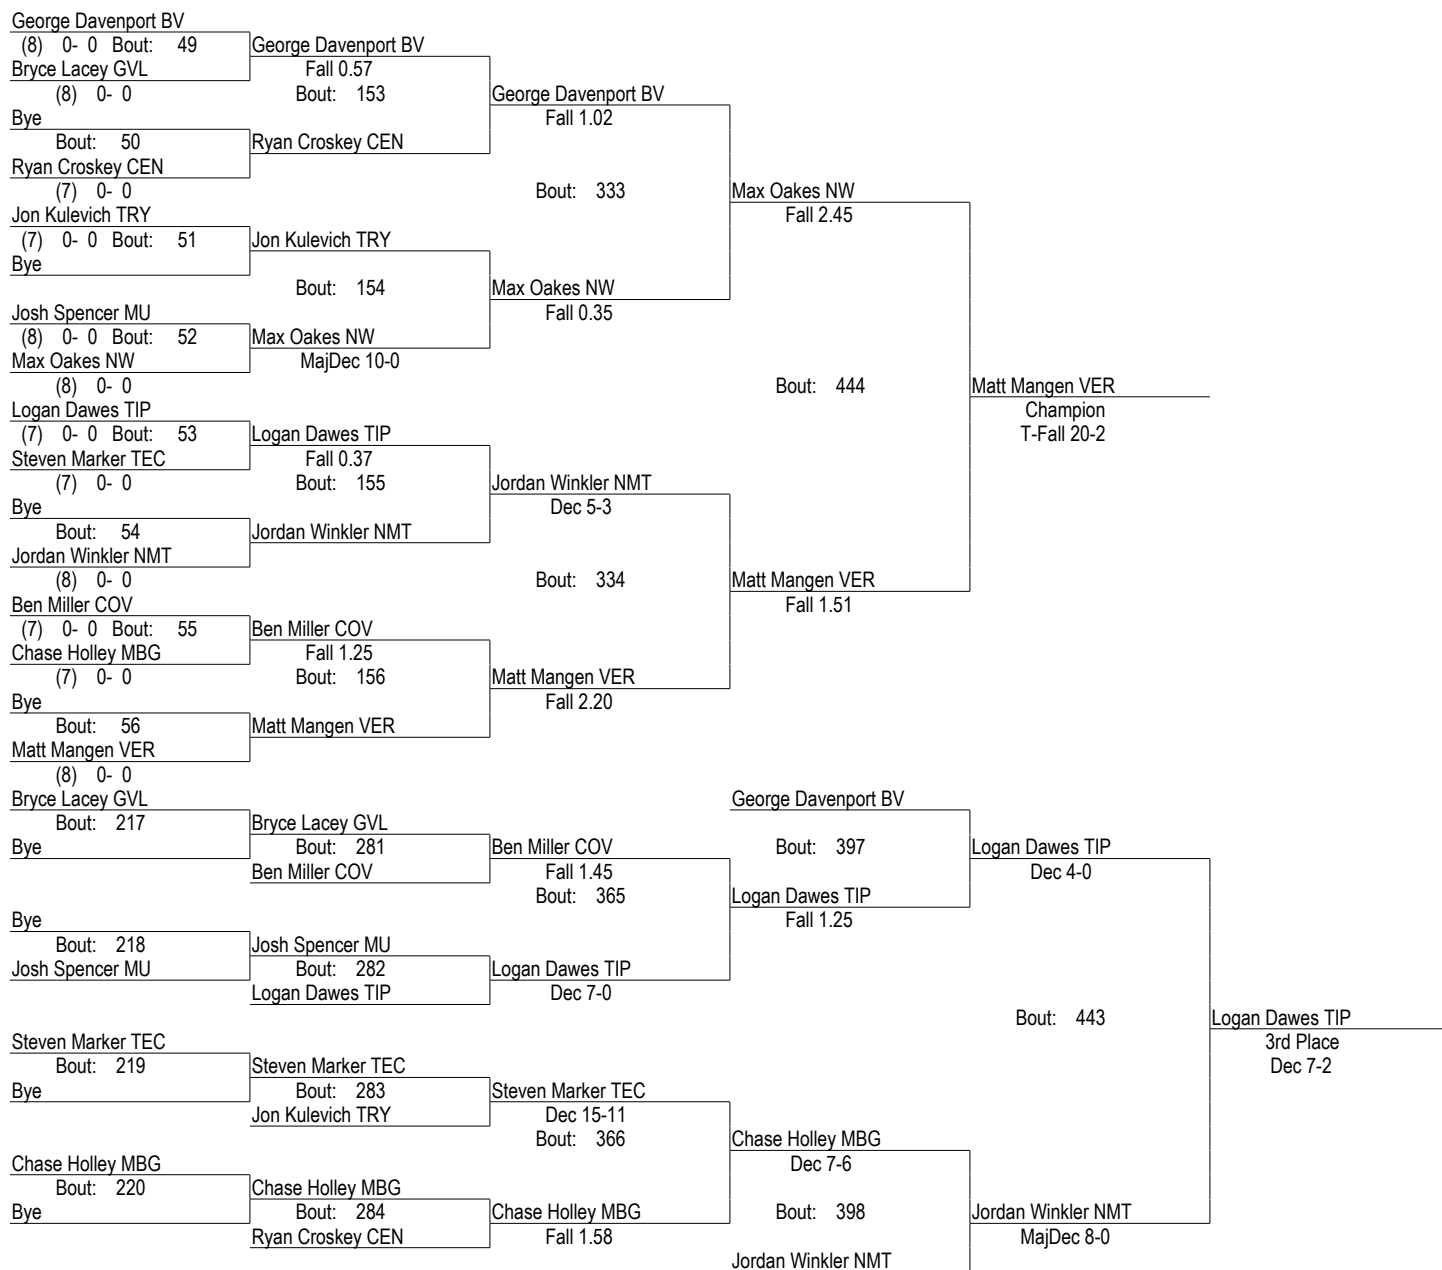 George Davenport BV
(8) 0- 0 Bout: 49 George Davenport BV
Bryce Lacey GVL Fall 0.57
(8) 0- 0 Bout: 153 George Davenport BV
Bye Fall 1.02
Bout: 50 Ryan Croskey CEN
Ryan Croskey CEN
(7) 0- 0 Bout: 333 Max Oakes NW
Jon Kulevich TRY Fall 2.45
(7) 0- 0 Bout: 51 Jon Kulevich TRY
Bye
Bout: 154 Max Oakes NW
Josh Spencer MU Fall 0.35
(8) 0- 0 Bout: 52 Max Oakes NW
Max Oakes NW MajDec 10-0
(8) 0- 0 Bout: 444 Matt Mangen VER
Logan Dawes TIP Champion
(7) 0- 0 Bout: 53 Logan Dawes TIP T-Fall 20-2
Steven Marker TEC Fall 0.37
(7) 0- 0 Bout: 155 Jordan Winkler NMT
Bye Dec 5-3
Bout: 54 Jordan Winkler NMT
Jordan Winkler NMT
(8) 0- 0 Bout: 334 Matt Mangen VER
Ben Miller COV Fall 1.51
(7) 0- 0 Bout: 55 Ben Miller COV
Chase Holley MBG Fall 1.25
(7) 0- 0 Bout: 156 Matt Mangen VER
Bye Fall 2.20
Bout: 56 Matt Mangen VER
Matt Mangen VER
(8) 0- 0
Bryce Lacey GVL George Davenport BV
Bout: 217 Bryce Lacey GVL
Bye Bout: 281 Ben Miller COV Bout: 397 Logan Dawes TIP
Ben Miller COV Fall 1.45 Dec 4-0
Bout: 365 Logan Dawes TIP
Bye Fall 1.25
Bout: 218 Josh Spencer MU
Josh Spencer MU Bout: 282 Logan Dawes TIP
Logan Dawes TIP Dec 7-0
Bout: 443 Logan Dawes TIP
Steven Marker TEC 3rd Place
Bout: 219 Steven Marker TEC Dec 7-2
Bye Bout: 283 Steven Marker TEC
Jon Kulevich TRY Dec 15-11
Bout: 366 Chase Holley MBG
Chase Holley MBG Dec 7-6
Bout: 220 Chase Holley MBG
Bye Bout: 284 Chase Holley MBG Bout: 398 Jordan Winkler NMT
Ryan Croskey CEN Fall 1.58 MajDec 8-0
Jordan Winkler NMT